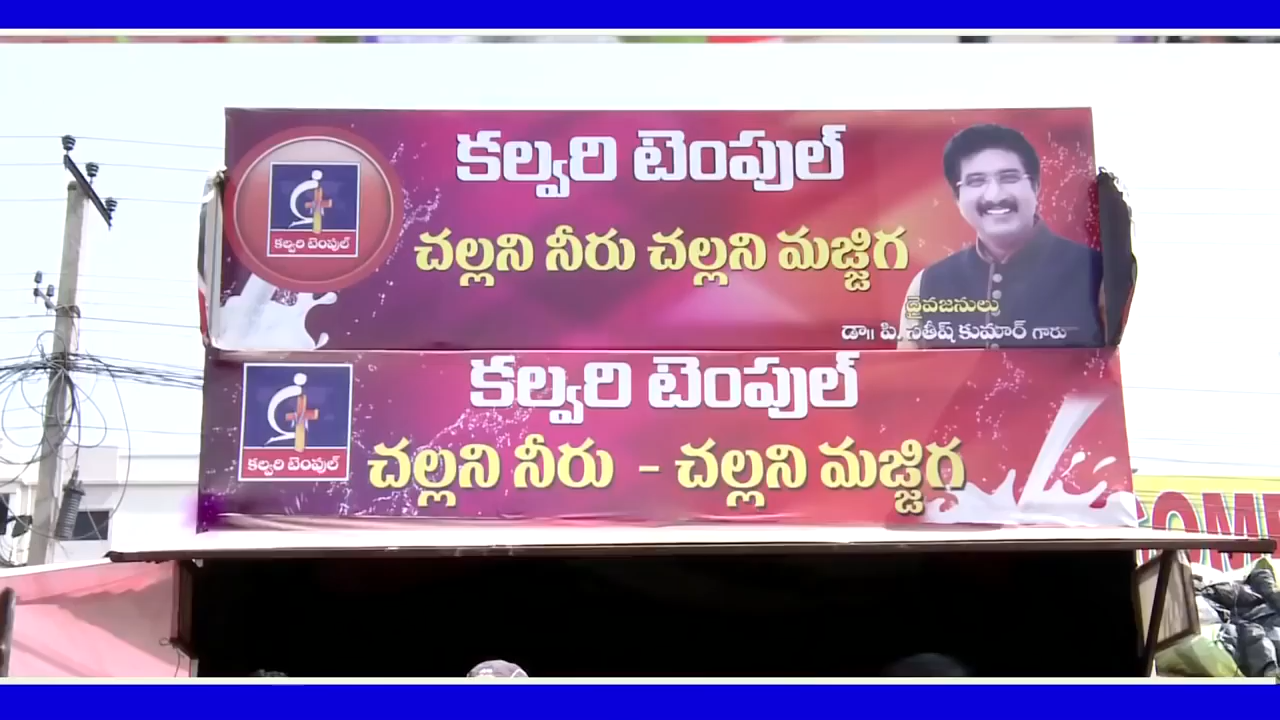 కల్వరి టెంపుల్
చల్లని నీరు చల్లని మజ్జిగ
కల్వరి టెంపుల్
దైవజనులు
డా॥ పి. సతీష్ కుమార్ గారు
కల్వరి టెంపుల్
చల్లని నీరు - చల్లని మజ్జిగ
కల్వరి టెంపుల్